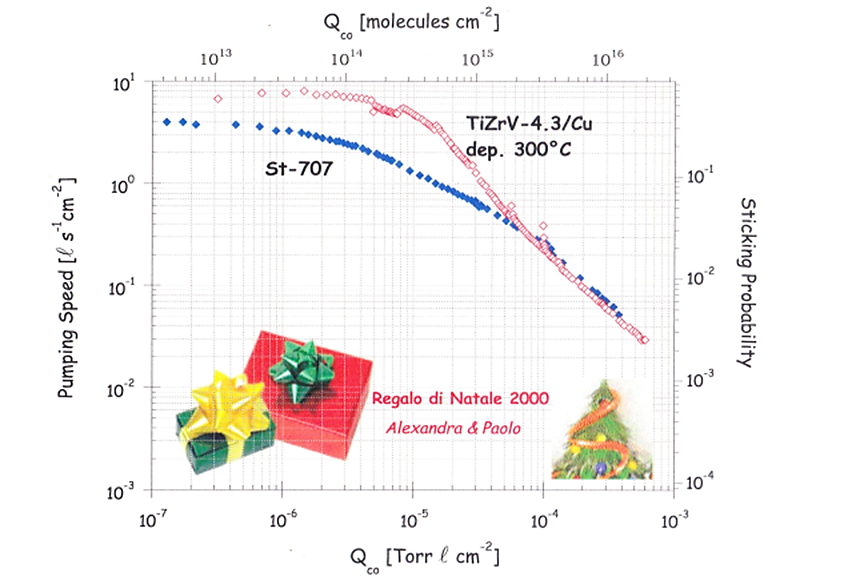 Q_co [molecules cm^-2]
10^13 10^14 10^15 10^16
10^1
10^0
10^-1
10^-2
10^-3
Pumping Speed [ℓ s^-1cm^-2]
TiZrV-4.3/Cu
dep. 300°C
St-707
10^-1
10^-2
10^-3
10^-4
Sticking Probability
Regalo di Natale 2000
Alexandra & Paolo
10^-7 10^-6 10^-5 10^-4 10^-3
Q_co [Torr ℓ cm^-2]